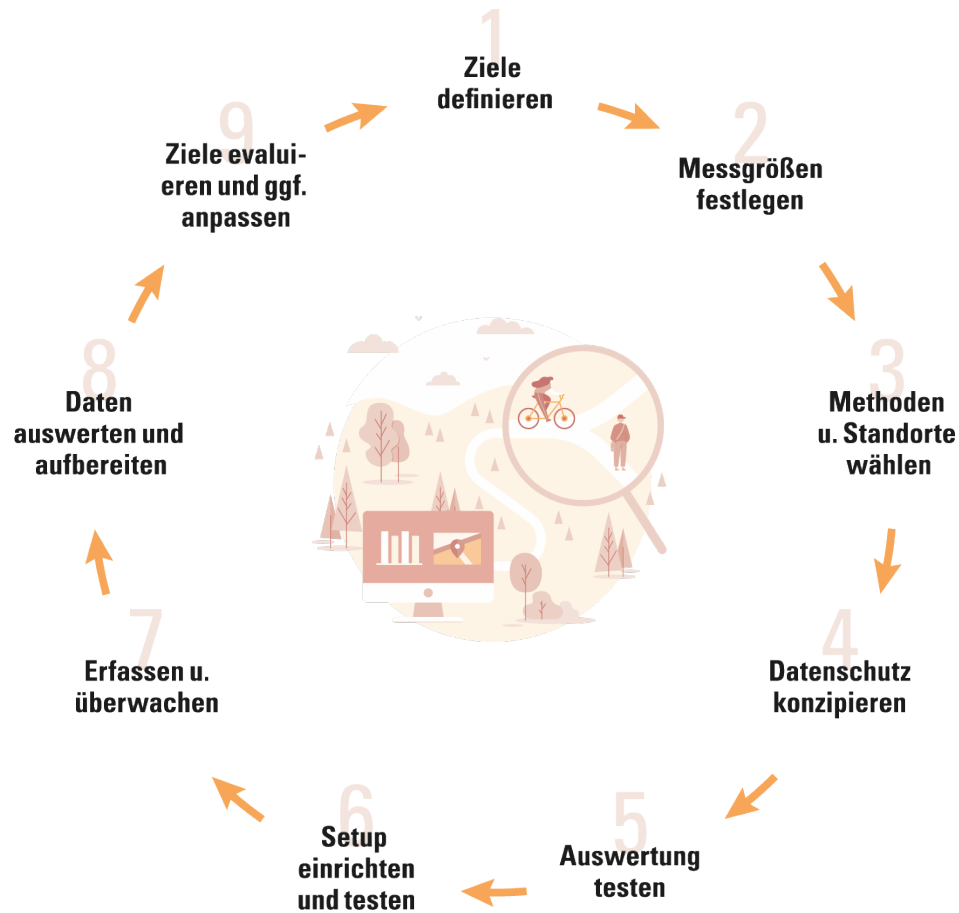 1
Ziele
definieren
2
Messgrößen
festlegen
3
Methoden
u. Standorte
wählen
4
Datenschutz
konzipieren
5
Auswertung
testen
6
Setup
einrichten
und testen
7
Erfassen u.
überwachen
8
Daten
auswerten und
aufbereiten
9
Ziele evalui-
eren und ggf.
anpassen